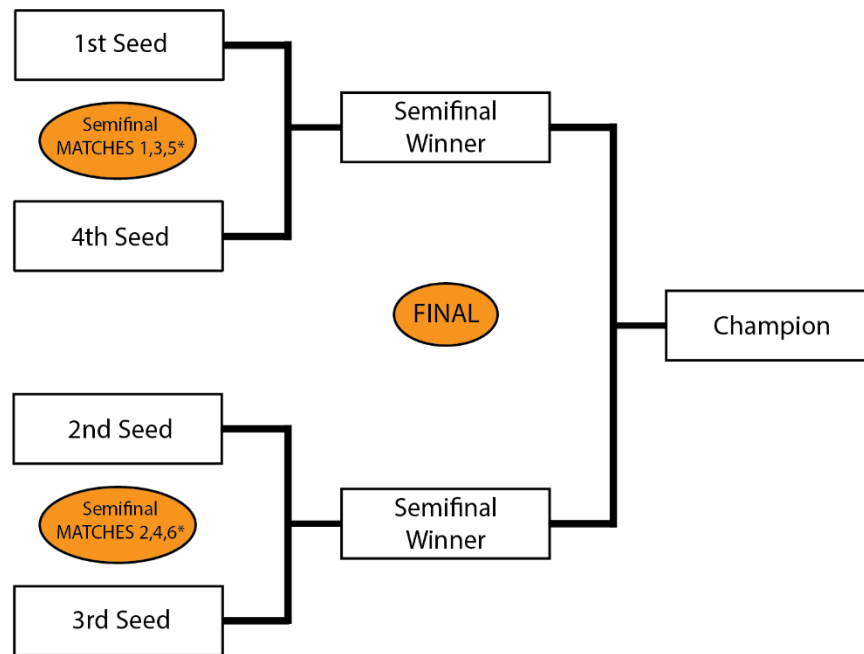 1st Seed
Semifinal
MATCHES 1,3,5*
4th Seed
Semifinal
Winner
FINAL
Champion
2nd Seed
Semifinal
MATCHES 2,4,6*
3rd Seed
Semifinal
Winner